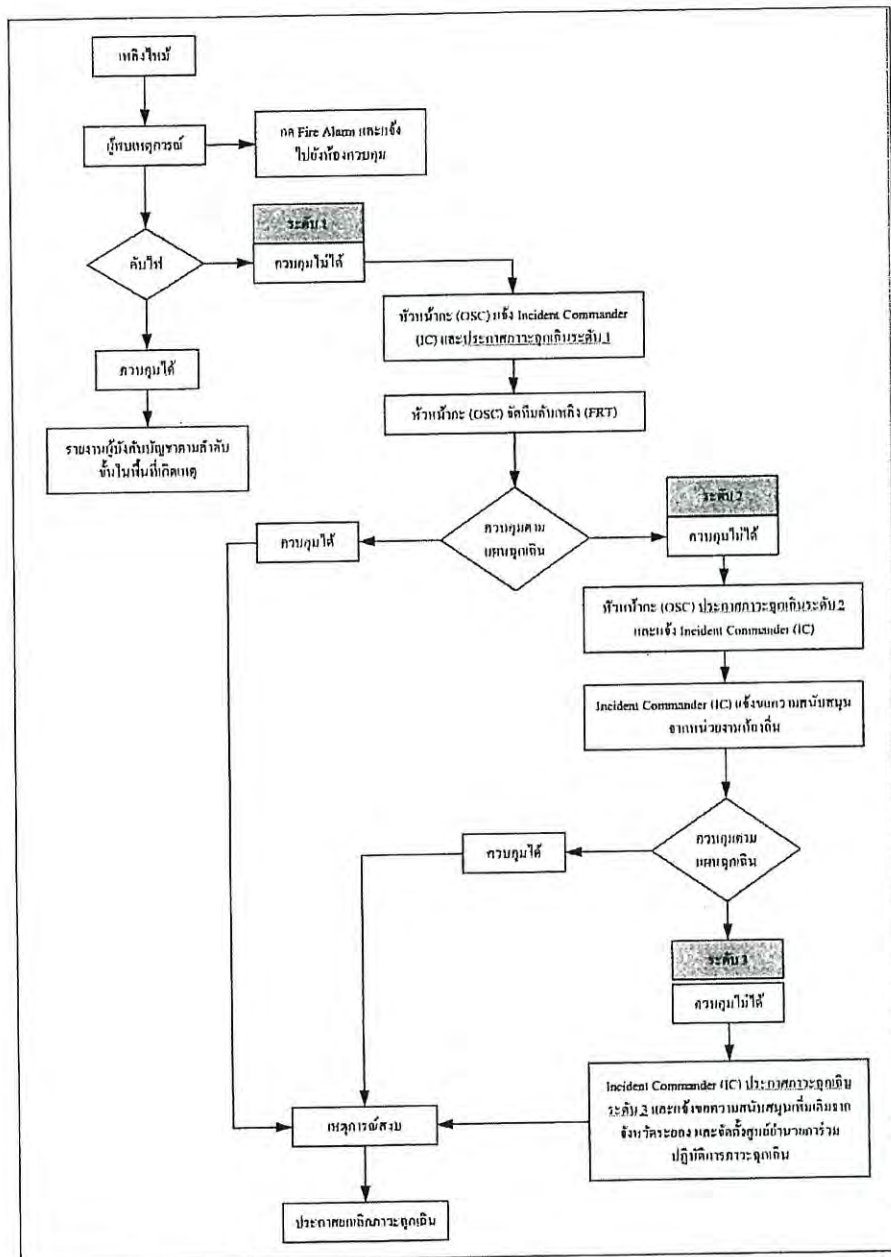 เพลิงไหม้
ผู้พบเหตุการณ์
กด Fire Alarm และแจ้ง
ไปยังห้องควบคุม
ระดับ 1
ดับไฟ
ควบคุมไม่ได้
หัวหน้ากะ (OSC) แจ้ง Incident Commander
(IC) และประกาศภาวะฉุกเฉินระดับ 1
ควบคุมได้
หัวหน้ากะ (OSC) จัดทีมดับเพลิง (FRT)
รายงานผู้บังคับบัญชาตามลำดับ
ขั้นในพื้นที่เกิดเหตุ
ระดับ 2
ควบคุมตาม
แผนฉุกเฉิน
ควบคุมได้
ควบคุมไม่ได้
หัวหน้ากะ (OSC) ประกาศภาวะฉุกเฉินระดับ 2
และแจ้ง Incident Commander (IC)
Incident Commander (IC) แจ้งขอความสนับสนุน
จากหน่วยงานท้องถิ่น
ควบคุมตาม
แผนฉุกเฉิน
ควบคุมได้
ระดับ 3
ควบคุมไม่ได้
Incident Commander (IC) ประกาศภาวะฉุกเฉิน
ระดับ 3 และแจ้งขอความสนับสนุนเพิ่มเติมจาก
จังหวัดระยอง และจัดตั้งศูนย์อำนวยการร่วม
ปฏิบัติการภาวะฉุกเฉิน
เหตุการณ์สงบ
ประกาศยกเลิกภาวะฉุกเฉิน